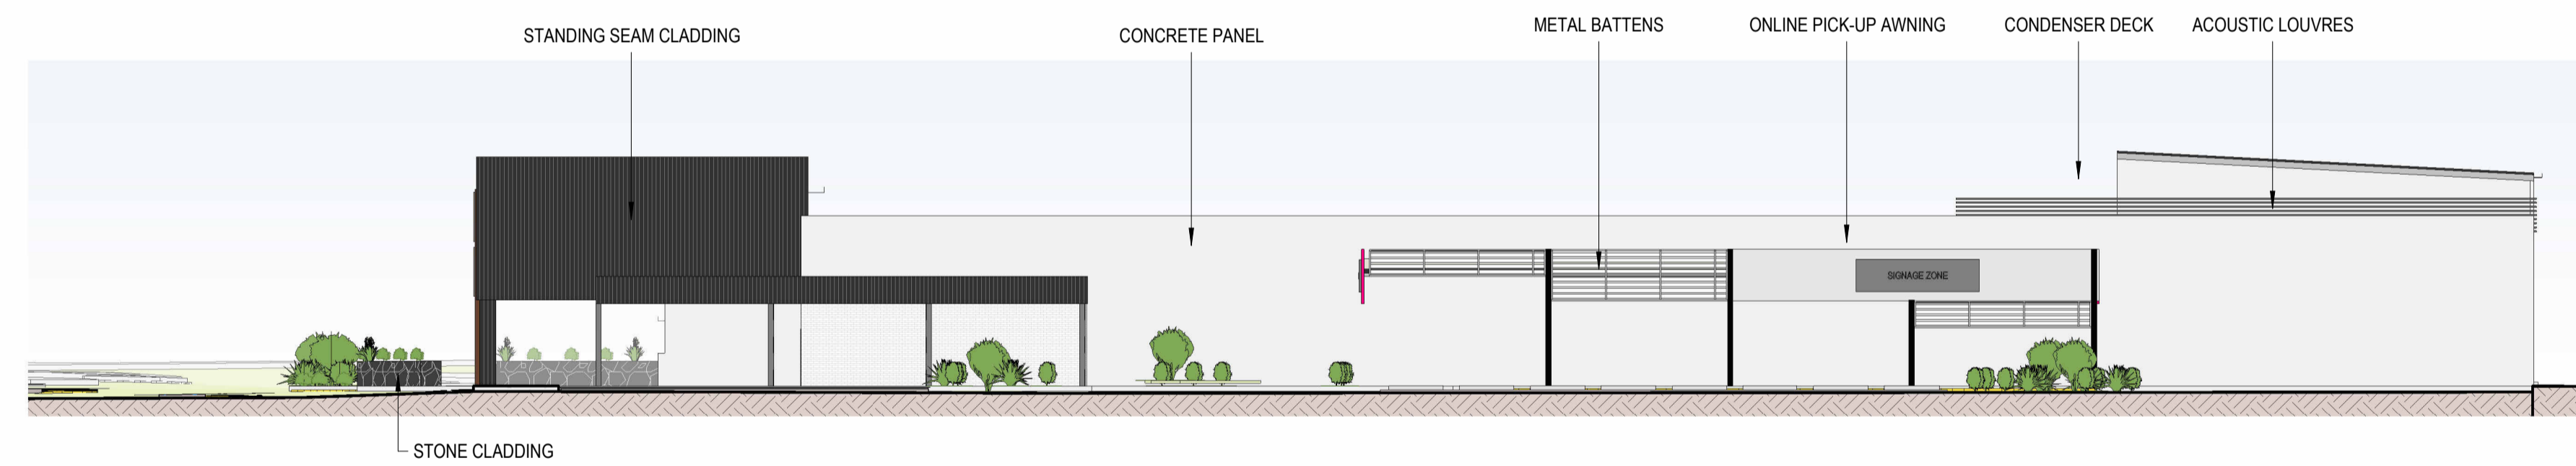 STANDING SEAM CLADDING
CONCRETE PANEL
METAL BATTENS
ONLINE PICK-UP AWNING
CONDENSER DECK
ACOUSTIC LOUVRES
SIGNAGE ZONE
STONE CLADDING